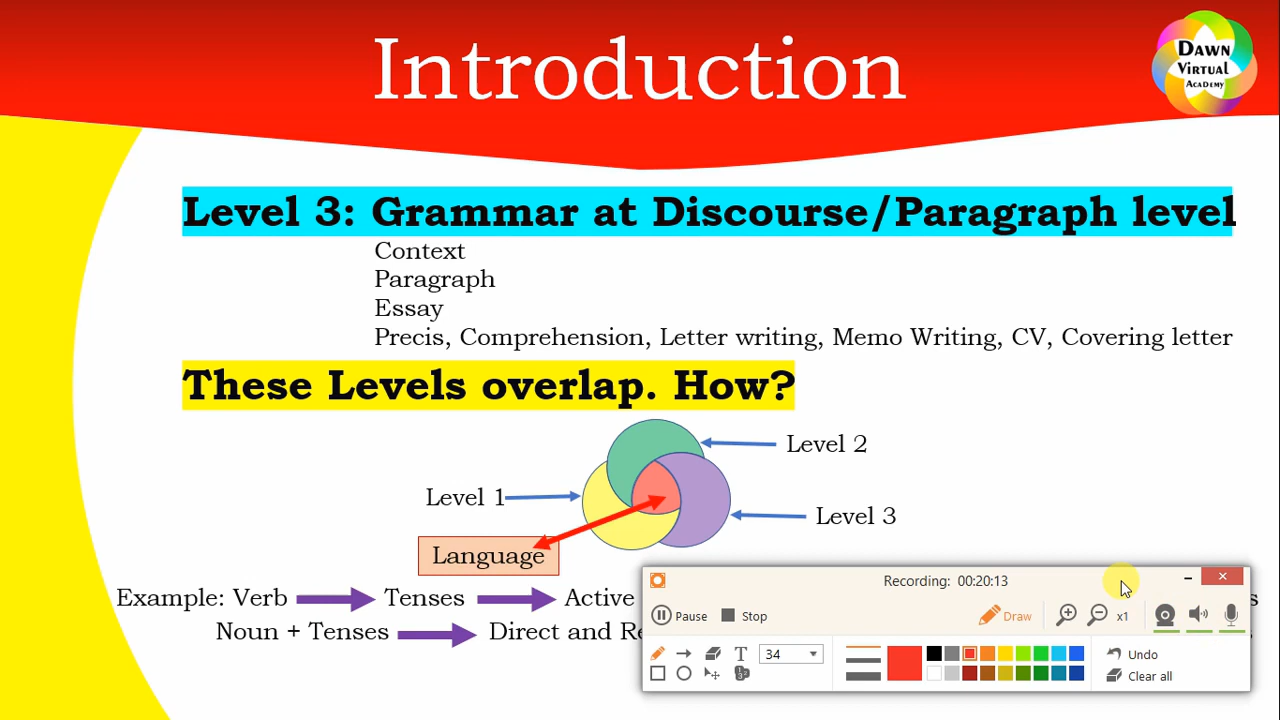 Introduction
DAWN
VIRTUAL
ACADEMY
Level 3: Grammar at Discourse/Paragraph level
Context
Paragraph
Essay
Precis, Comprehension, Letter writing, Memo Writing, CV, Covering letter
These Levels overlap. How?
Level 2
Level 1
Level 3
Language
Recording: 00:20:13
Example: Verb Tenses Active
Pause Stop Draw x1
Noun + Tenses Direct and
34 Undo
Clear all